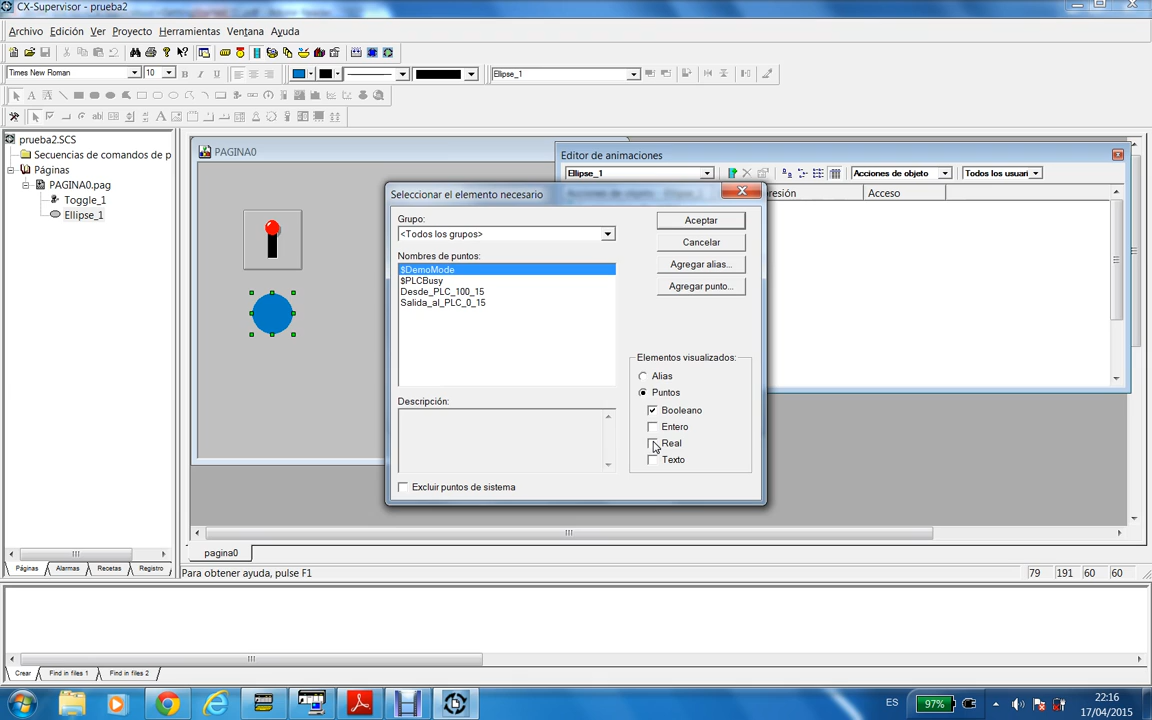 CX-Supervisor - prueba2
Archivo Edición Ver Proyecto Herramientas Ventana Ayuda
Times New Roman 10 Ellipse_1
prueba2.SCS
Secuencias de comandos de p
Páginas
PAGINA0.pag
Toggle_1
Ellipse_1
PAGINA0
Editor de animaciones
Ellipse_1 Acciones de objeto Todos los usuari
Acceso
Seleccionar el elemento necesario
Grupo:
<Todos los grupos>
Nombres de puntos:
$DemoMode
$PLCBusy
Desde_PLC_100_15
Salida_al_PLC_0_15
Descripción:
Excluir puntos de sistema
Aceptar
Cancelar
Agregar alias...
Agregar punto...
Elementos visualizados:
Alias
Puntos
Booleano
Entero
Real
Texto
pagina0
Páginas Alarmas Recetas Registro
Para obtener ayuda, pulse F1 79 191 60 60
Crear Find in files 1 Find in files 2
ES 97% 22:16
17/04/2015